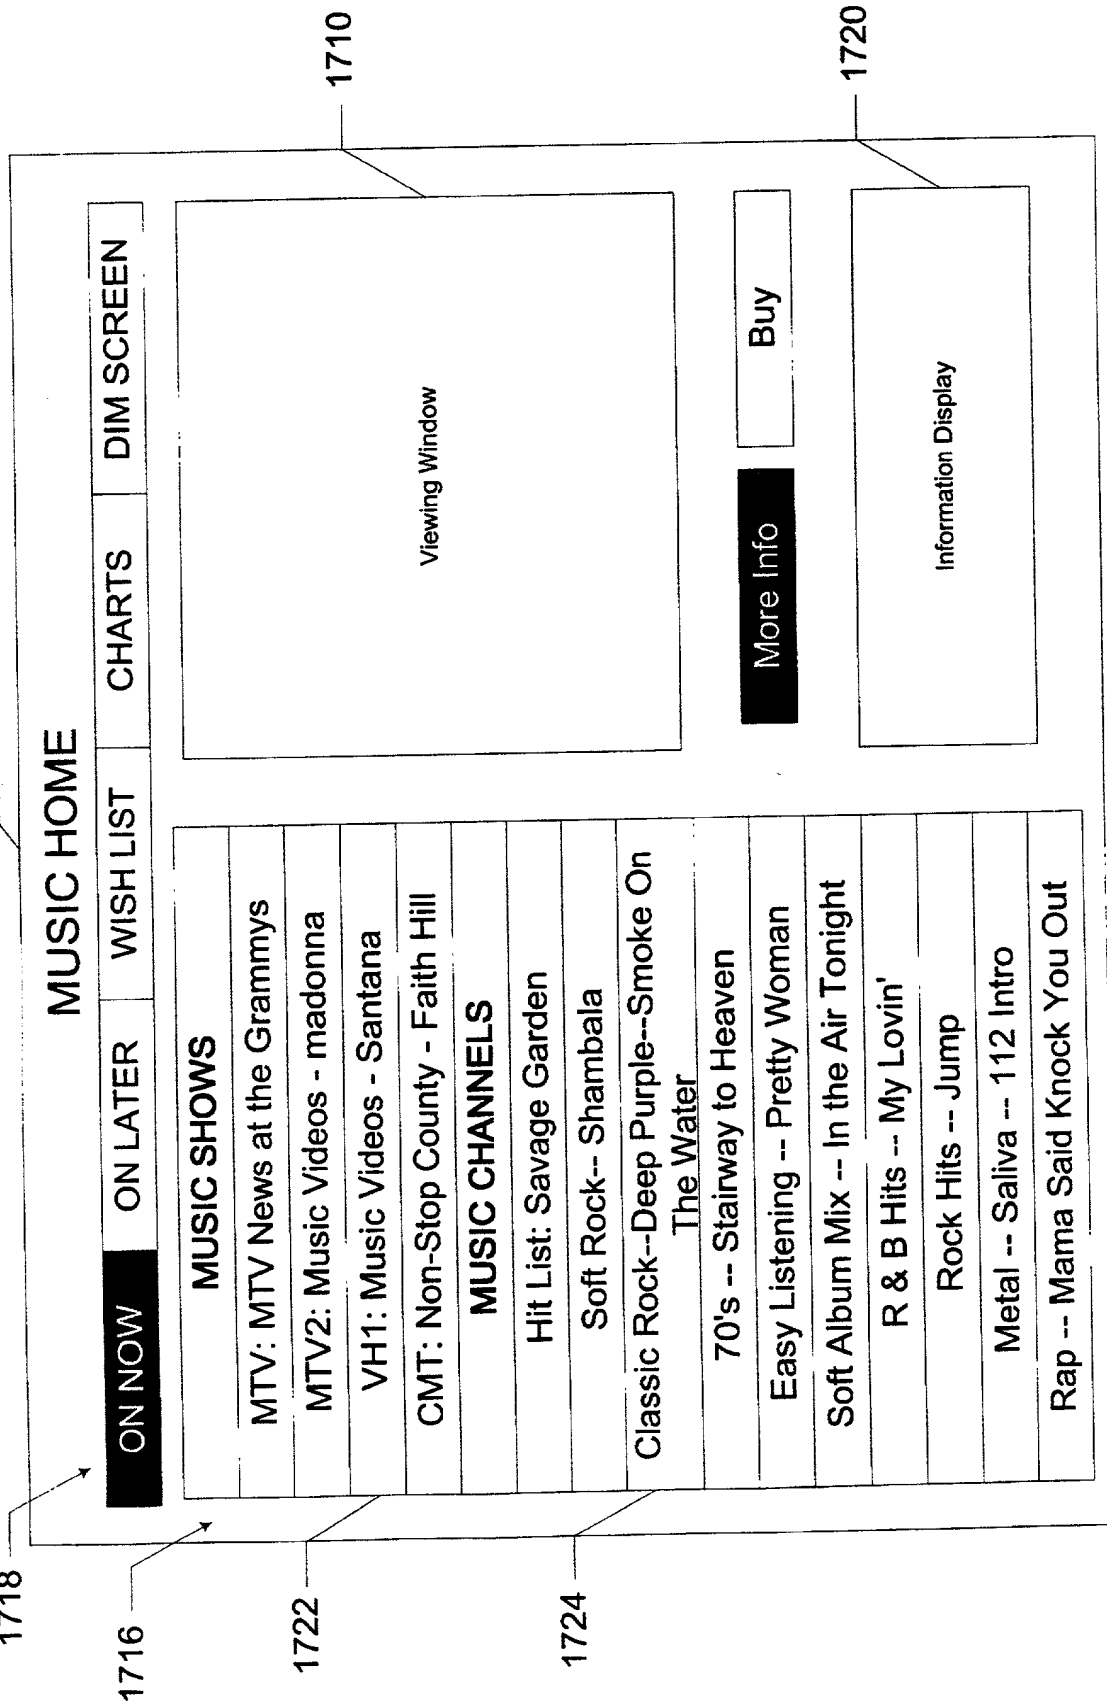 MUSIC HOME
1718
ON NOW
ON LATER
WISH LIST
CHARTS
DIM SCREEN
1716
MUSIC SHOWS
MTV: MTV News at the Grammys
MTV2: Music Videos - madonna
VH1: Music Videos - Santana
CMT: Non-Stop County - Faith Hill
MUSIC CHANNELS
Hit List: Savage Garden
Soft Rock-- Shambala
Classic Rock--Deep Purple--Smoke On
The Water
70's -- Stairway to Heaven
Easy Listening -- Pretty Woman
Soft Album Mix -- In the Air Tonight
R & B Hits -- My Lovin'
Rock Hits -- Jump
Metal -- Saliva -- 112 Intro
Rap -- Mama Said Knock You Out
1722
1724
Viewing Window
1710
More Info
Buy
Information Display
1720